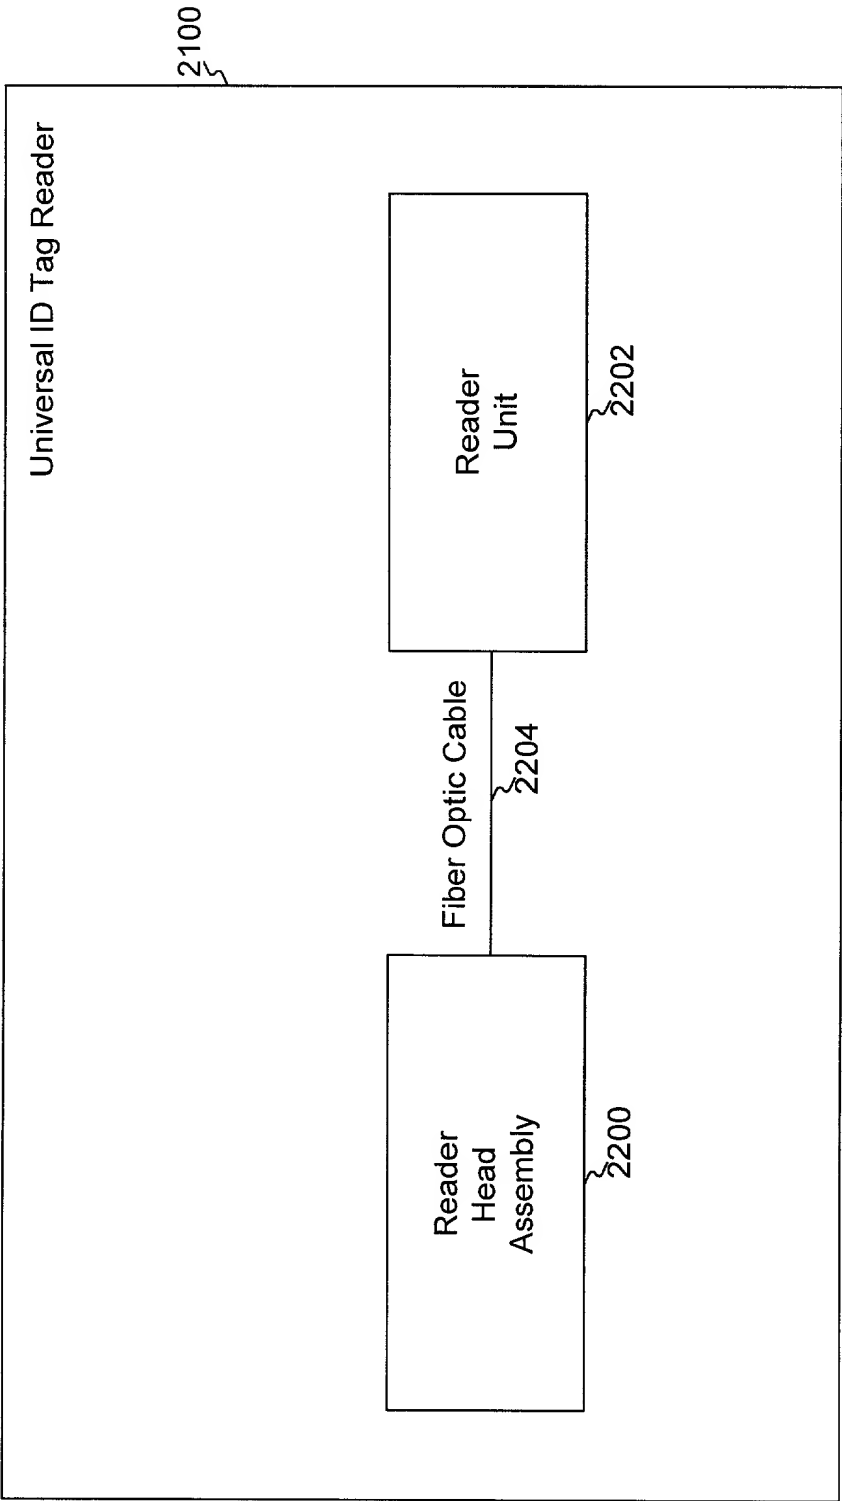 2100
Universal ID Tag Reader
Reader
Head
Assembly
2200
Fiber Optic Cable
2204
Reader
Unit
2202